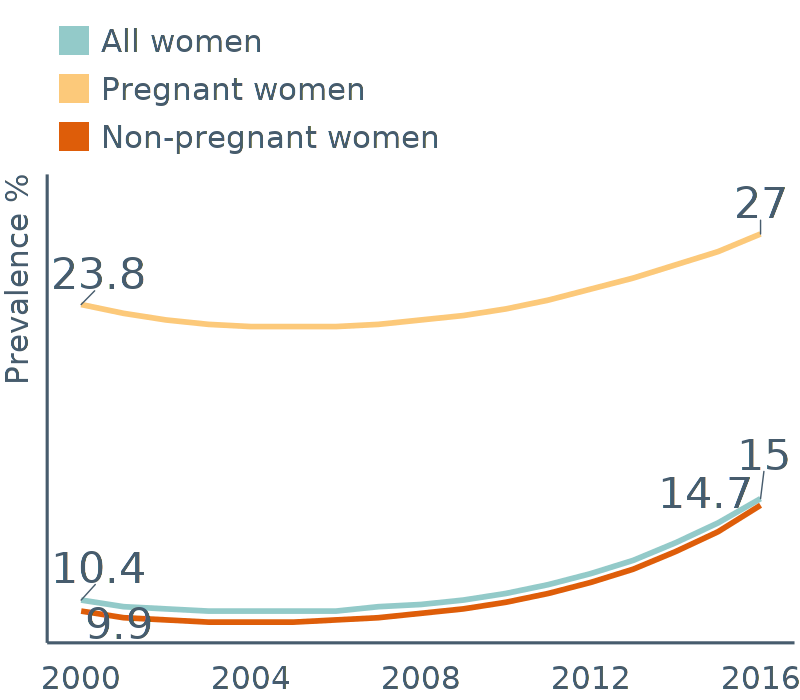 All women
Pregnant women
Non-pregnant women
Prevalence %
27
23.8
15
14.7
10.4
9.9
2000 2004 2008 2012 2016